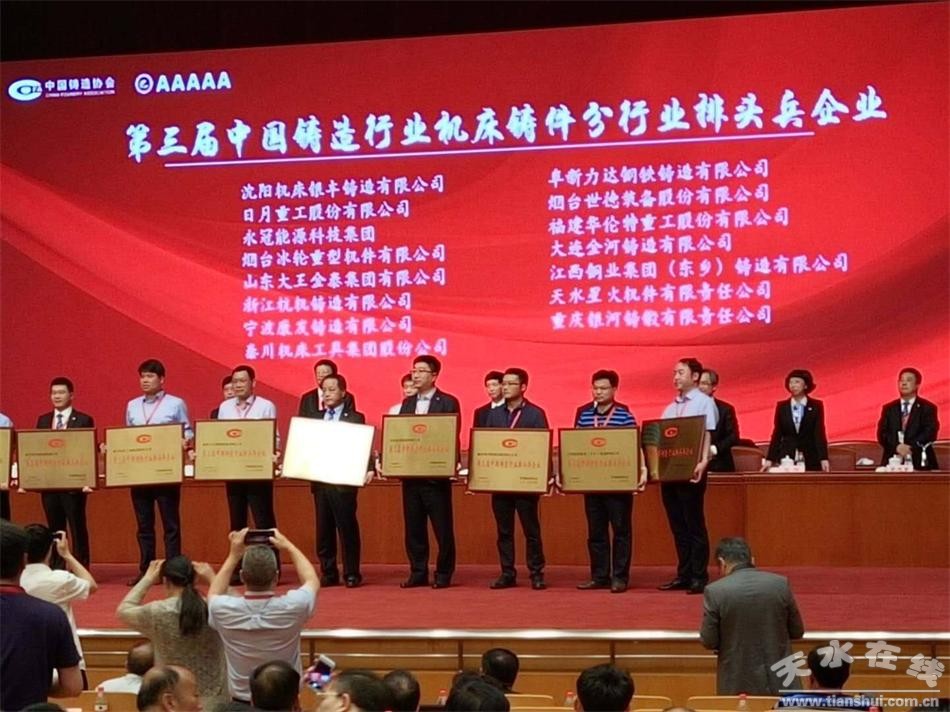 中国铸造协会
CHINA FOUNDRY ASSOCIATION
AAAAA
第三届中国铸造行业机床铸件分行业排头兵企业
沈阳机床银丰铸造有限公司
日月重工股份有限公司
永冠能源科技集团
烟台冰轮重型机件有限公司
山东大王金泰集团有限公司
浙江杭机铸造有限公司
宁波康发铸造有限公司
秦川机床工具集团股份公司
阜新力达钢铁铸造有限公司
烟台世德装备股份有限公司
福建华伦特重工股份有限公司
大连金河铸造有限公司
江西铜业集团（东乡）铸造有限公司
天水星火机件有限责任公司
重庆银河铸锻有限责任公司
天水在线
www.tianshui.com.cn